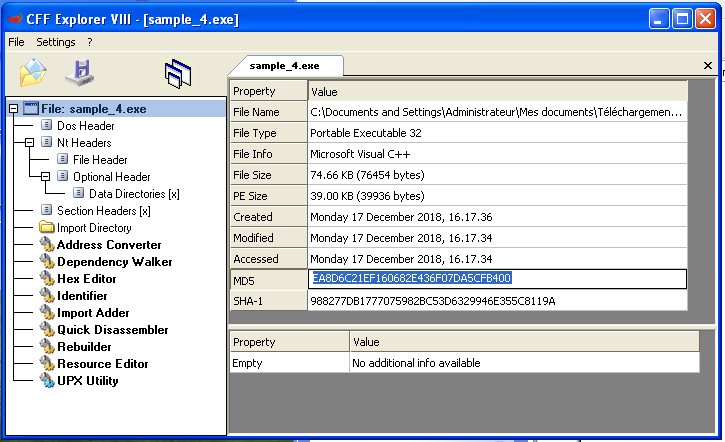 CFF Explorer VIII - [sample_4.exe]
File Settings ?
sample_4.exe
File: sample_4.exe
Dos Header
Nt Headers
File Header
Optional Header
Data Directories [x]
Section Headers [x]
Import Directory
Address Converter
Dependency Walker
Hex Editor
Identifier
Import Adder
Quick Disassembler
Rebuilder
Resource Editor
UPX Utility
Property Value
File Name C:\Documents and Settings\Administrateur\Mes documents\Téléchargemen...
File Type Portable Executable 32
File Info Microsoft Visual C++
File Size 74.66 KB (76454 bytes)
PE Size 39.00 KB (39936 bytes)
Created Monday 17 December 2018, 16.17.36
Modified Monday 17 December 2018, 16.17.34
Accessed Monday 17 December 2018, 16.17.34
MD5 EA8D6C21EF160682E436F07DA5CFB400
SHA-1 988277DB1777075982BC53D6329946E355C8119A
Property Value
Empty No additional info available